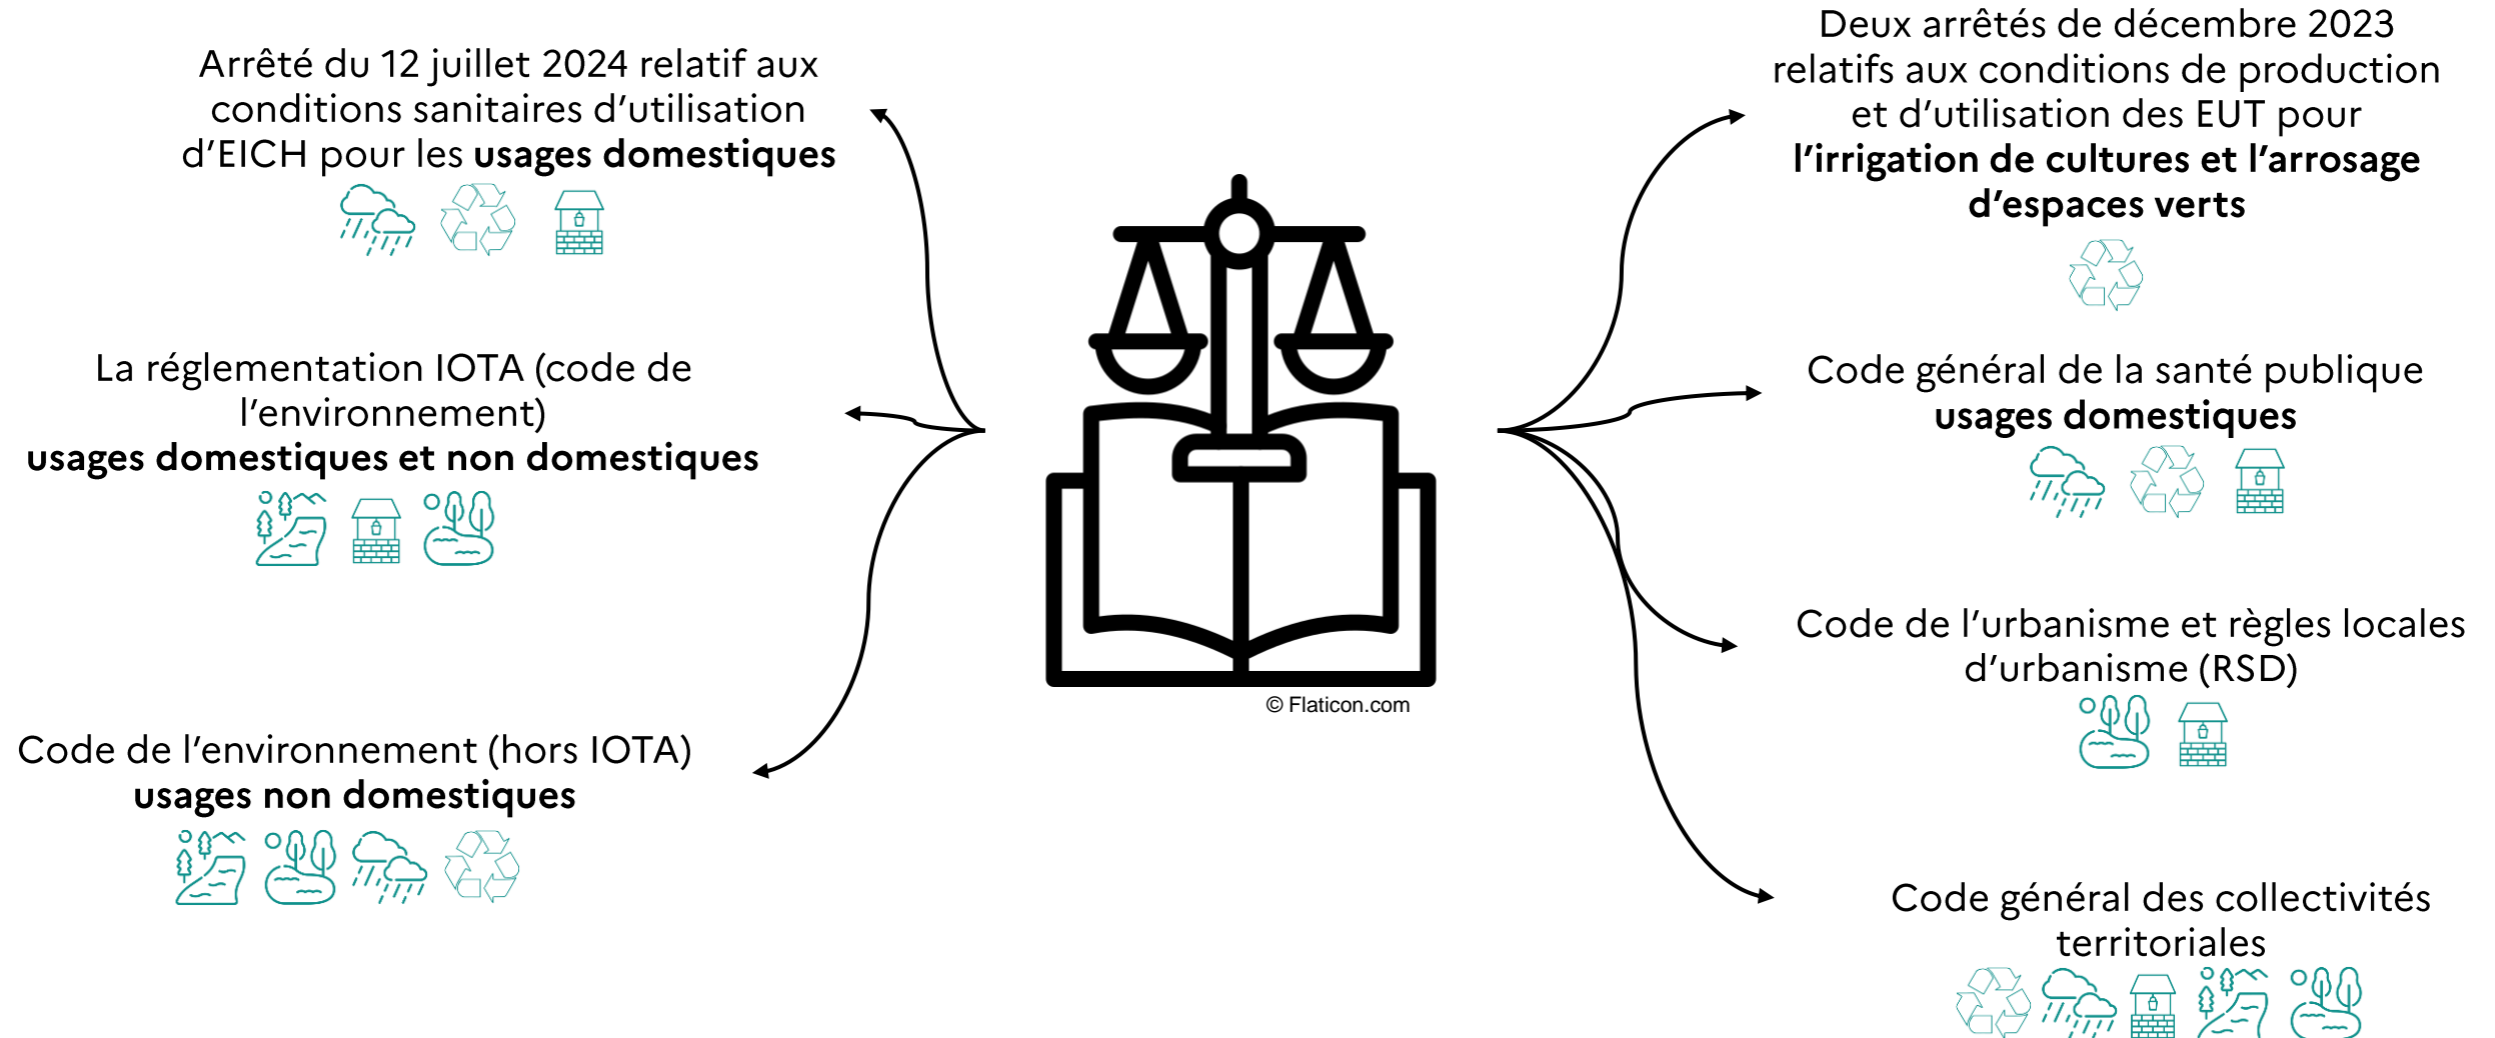 Arrêté du 12 juillet 2024 relatif aux
conditions sanitaires d’utilisation
d’EICH pour les usages domestiques
La réglementation IOTA (code de
l’environnement)
usages domestiques et non domestiques
Code de l’environnement (hors IOTA)
usages non domestiques
© Flaticon.com
Deux arrêtés de décembre 2023
relatifs aux conditions de production
et d’utilisation des EUT pour
l’irrigation de cultures et l’arrosage
d’espaces verts
Code général de la santé publique
usages domestiques
Code de l’urbanisme et règles locales
d’urbanisme (RSD)
Code général des collectivités
territoriales